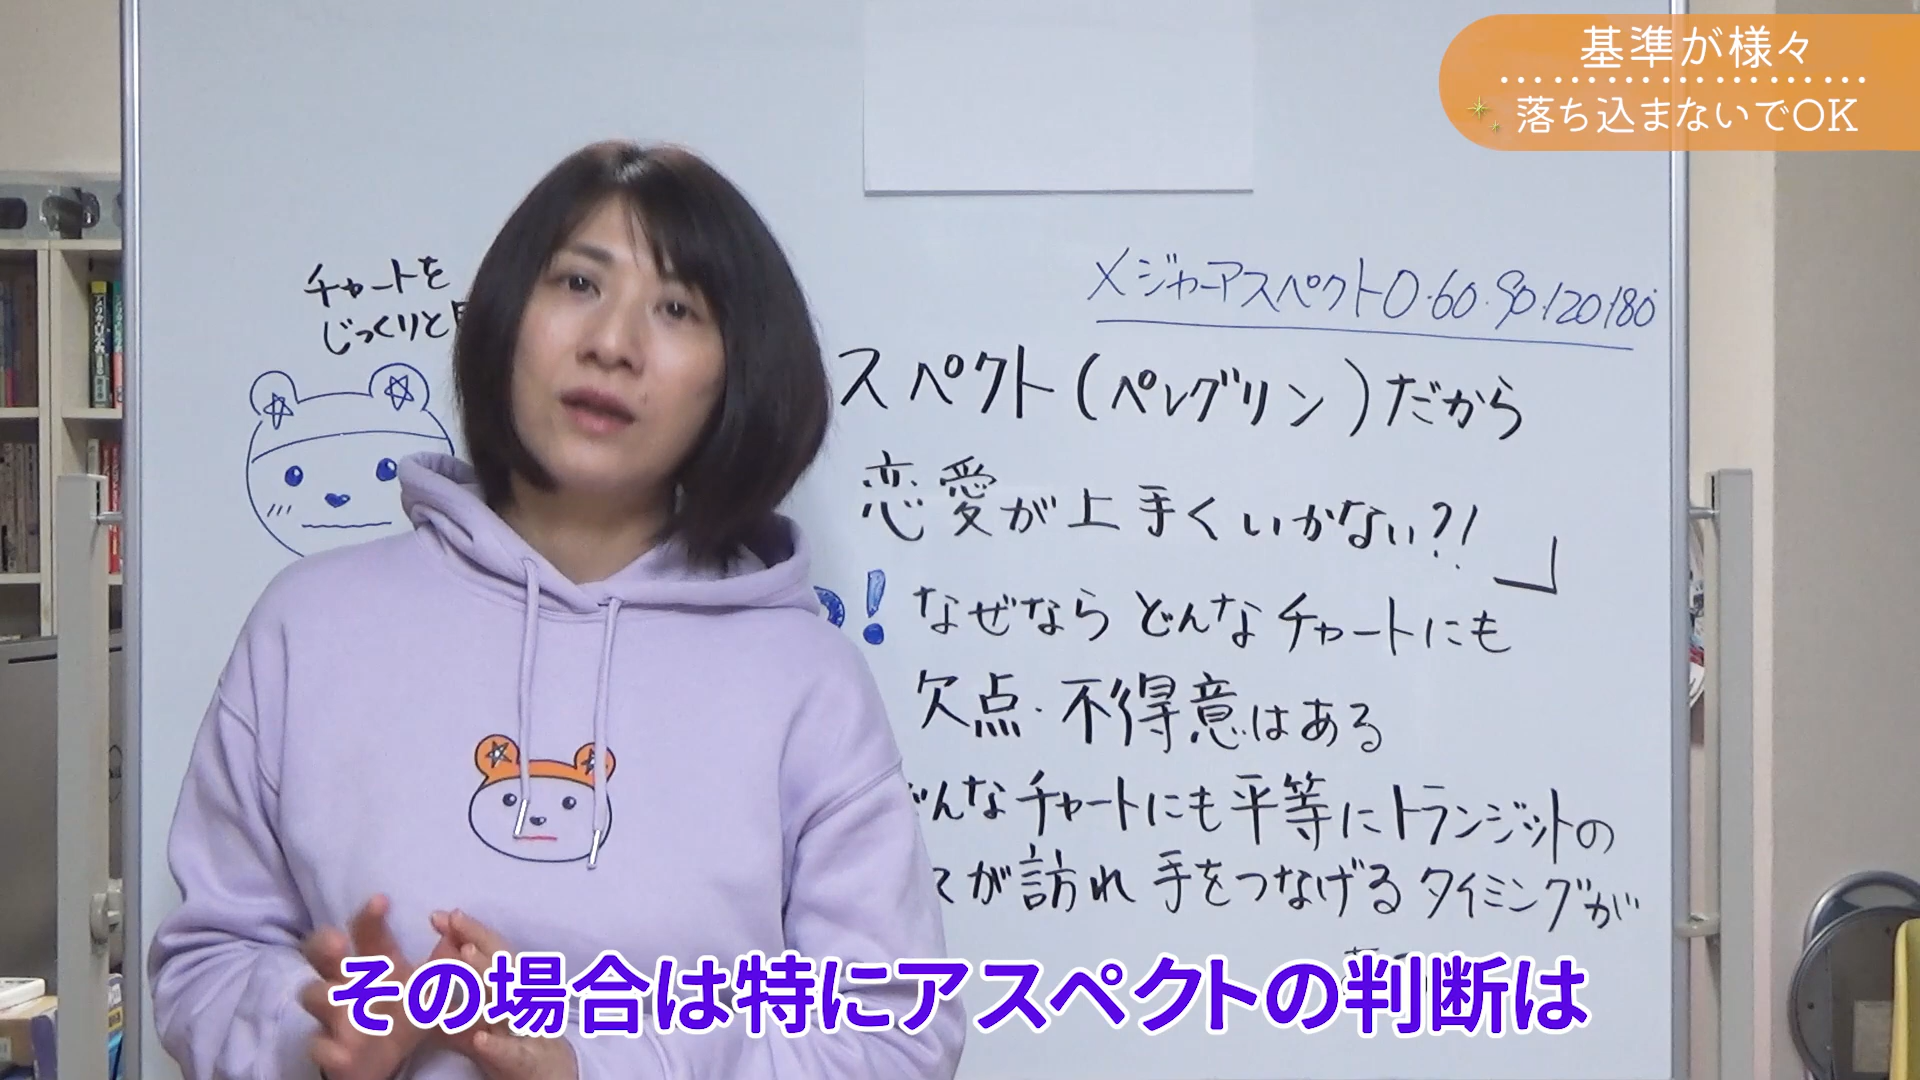 基準が様々
落ち込まないでOK
チャートを
じっくりと
メジャーアスペクト0・60・90・120・180°
スペクト(ペレグリン)だから
恋愛が上手くいかない?!」
! なぜなら どんなチャートにも
欠点・不得意はある
どんなチャートにも平等にトランジットの
てが訪れ 手をつなげるタイミングが
その場合は特にアスペクトの判断は